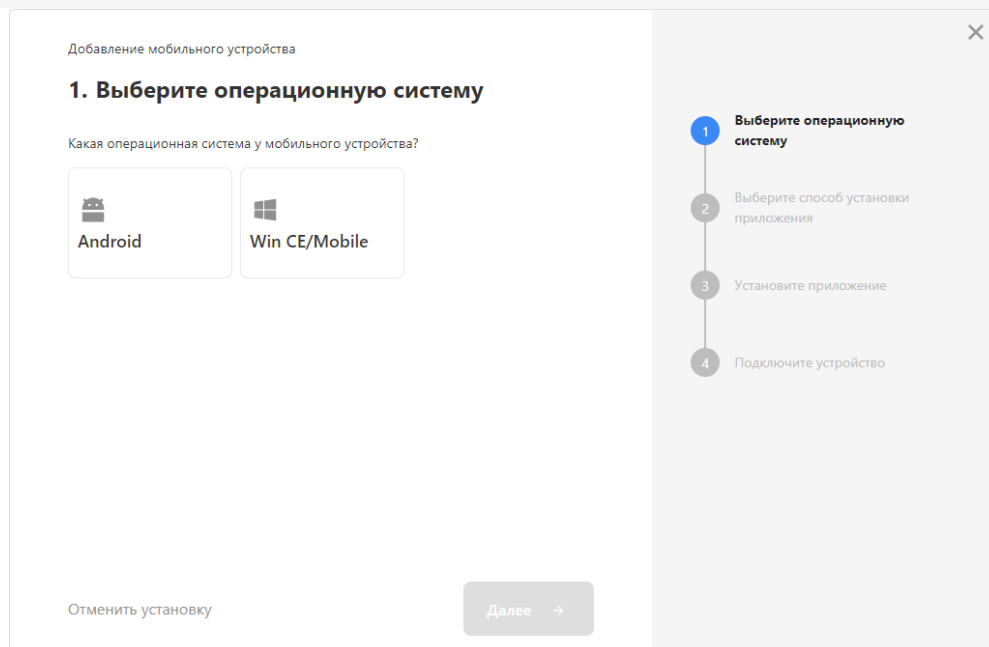 Добавление мобильного устройства
1. Выберите операционную систему
Какая операционная система у мобильного устройства?
Android
Win CE/Mobile
Отменить установку
Далее →
1
Выберите операционную
систему
2
Выберите способ установки
приложения
3
Установите приложение
4
Подключите устройство